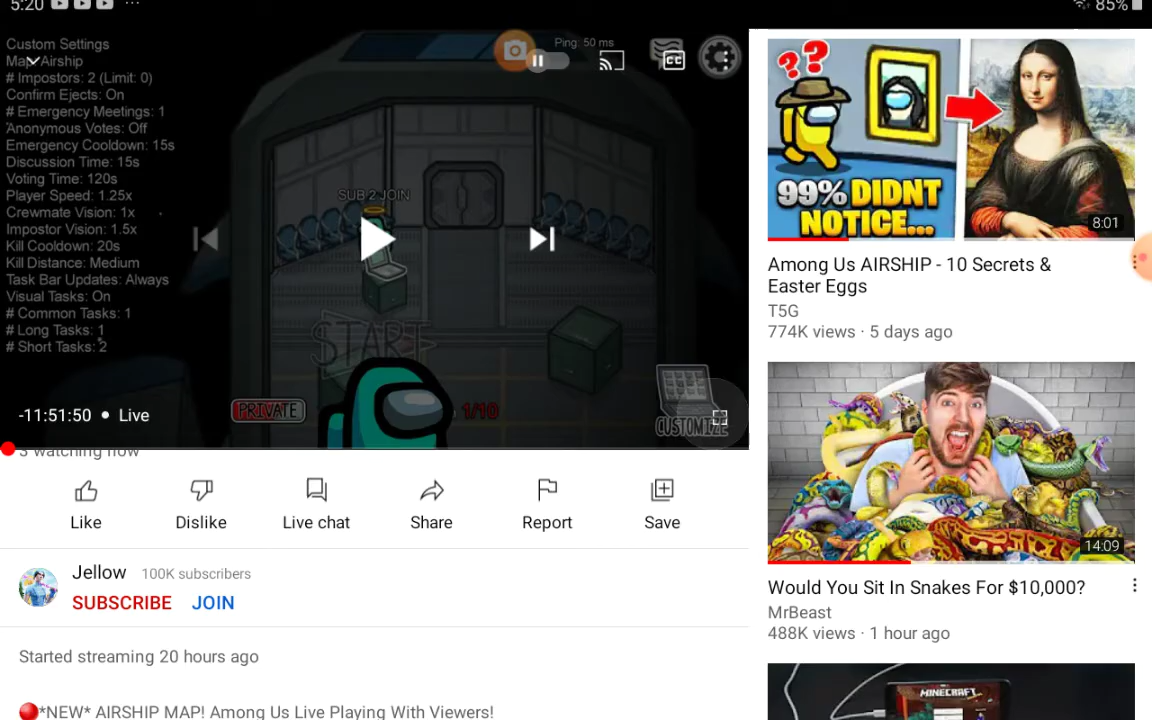 5:20
85%
Custom Settings
Map: Airship
# Impostors: 2 (Limit: 0)
Confirm Ejects: On
# Emergency Meetings: 1
Anonymous Votes: Off
Emergency Cooldown: 15s
Discussion Time: 15s
Voting Time: 120s
Player Speed: 1.25x
Crewmate Vision: 1x
Impostor Vision: 1.5x
Kill Cooldown: 20s
Kill Distance: Medium
Task Bar Updates: Always
Visual Tasks: On
# Common Tasks: 1
# Long Tasks: 1
# Short Tasks: 2
Ping: 50 ms
CC
SUB 2 JOIN
START
PRIVATE
1/10
CUSTOMIZE
-11:51:50 • Live
3 watching now
Like
Dislike
Live chat
Share
Report
Save
Jellow 100K subscribers
SUBSCRIBE JOIN
Started streaming 20 hours ago
*NEW* AIRSHIP MAP! Among Us Live Playing With Viewers!
??
99% DIDNT
NOTICE...
8:01
Among Us AIRSHIP - 10 Secrets &
Easter Eggs
T5G
774K views · 5 days ago
14:09
Would You Sit In Snakes For $10,000?
MrBeast
488K views · 1 hour ago
MINECRAFT